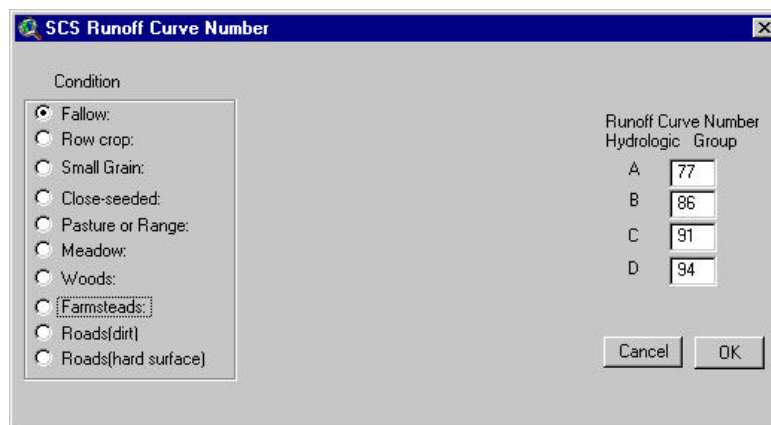 SCS Runoff Curve Number
Condition
Fallow:
Row crop:
Small Grain:
Close-seeded:
Pasture or Range:
Meadow:
Woods:
Farmsteads:
Roads(dirt)
Roads(hard surface)
Runoff Curve Number
Hydrologic Group
A 77
B 86
C 91
D 94
Cancel OK